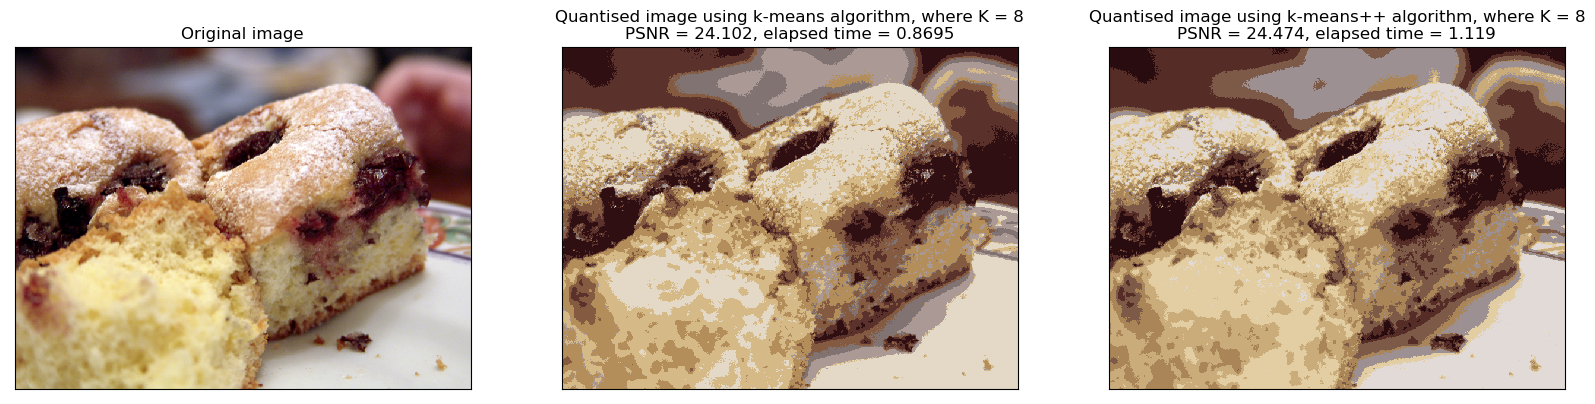 Original image
Quantised image using k-means algorithm, where K = 8
PSNR = 24.102, elapsed time = 0.8695
Quantised image using k-means++ algorithm, where K = 8
PSNR = 24.474, elapsed time = 1.119